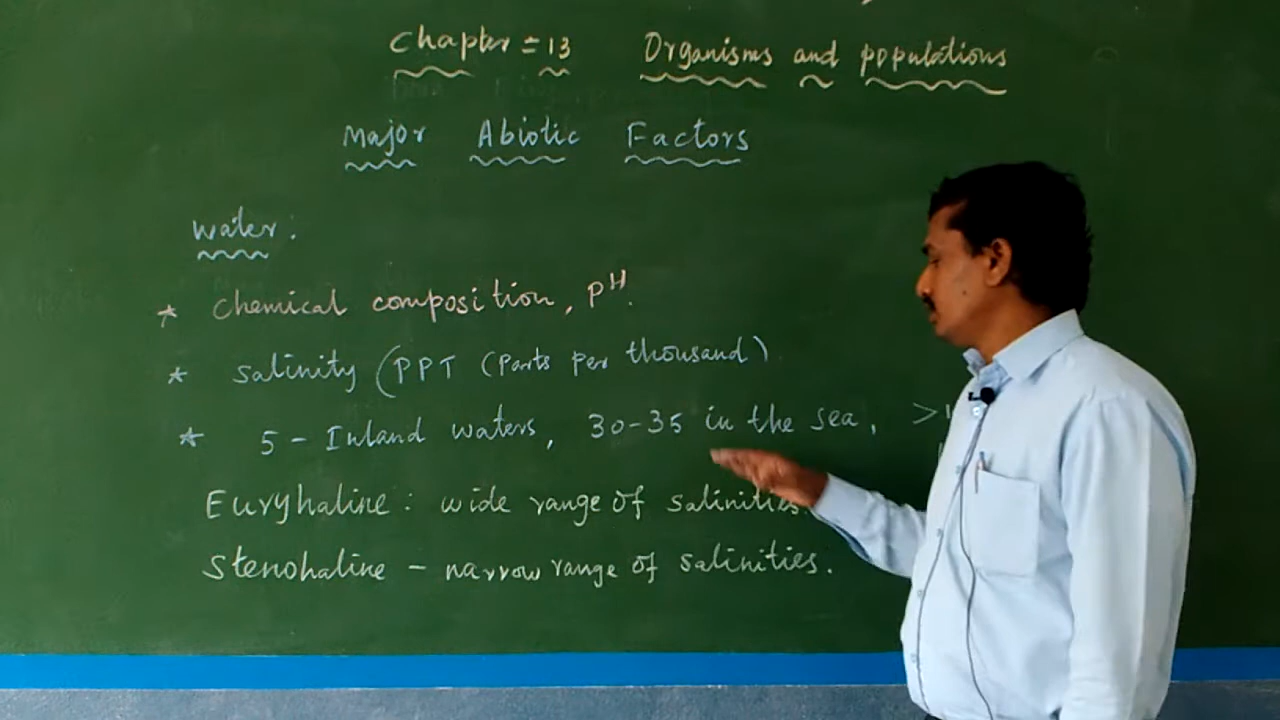 Chapter = 13 Organisms and populations
Major Abiotic Factors
Water :
* Chemical composition, PH.
* Salinity (PPT (Parts Per thousand)
* 5 - Inland waters, 30-35 in the sea, >1
Euryhaline : wide range of salinities.
Stenohaline - narrow range of salinities.